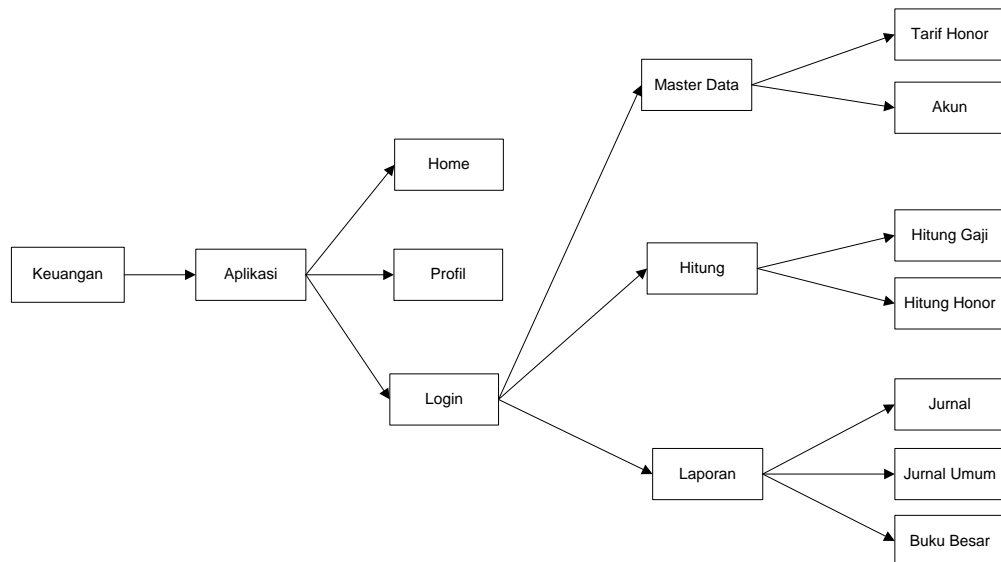 Keuangan
Aplikasi
Home
Profil
Login
Master Data
Hitung
Laporan
Tarif Honor
Akun
Hitung Gaji
Hitung Honor
Jurnal
Jurnal Umum
Buku Besar